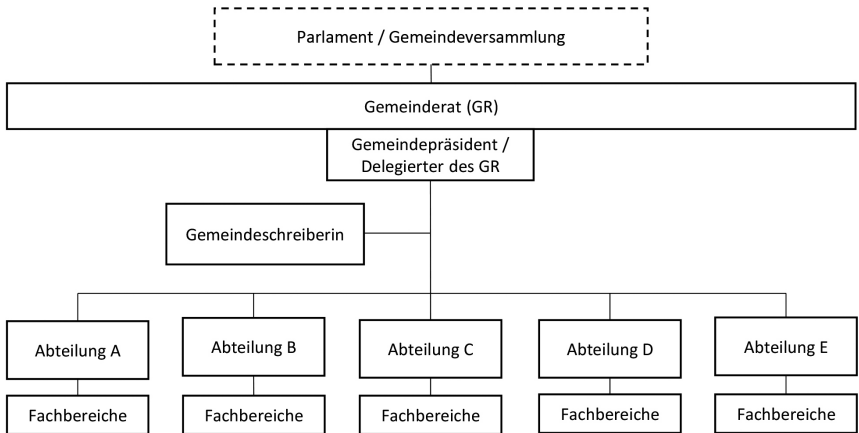 Parlament / Gemeindeversammlung
Gemeinderat (GR)
Gemeindepräsident /
Delegierter des GR
Gemeindeschreiberin
Abteilung A
Abteilung B
Abteilung C
Abteilung D
Abteilung E
Fachbereiche
Fachbereiche
Fachbereiche
Fachbereiche
Fachbereiche